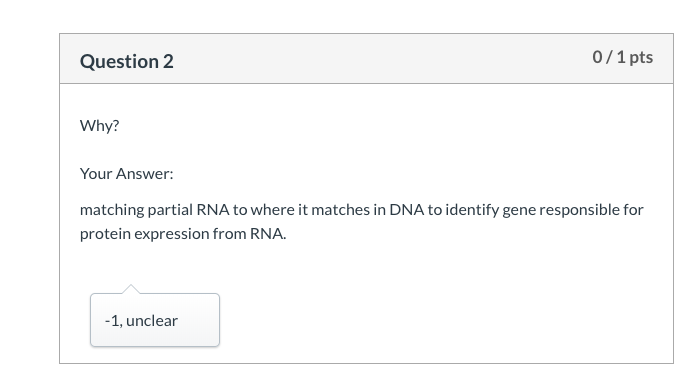 Question 2
0 / 1 pts
Why?
Your Answer:
matching partial RNA to where it matches in DNA to identify gene responsible for
protein expression from RNA.
-1, unclear